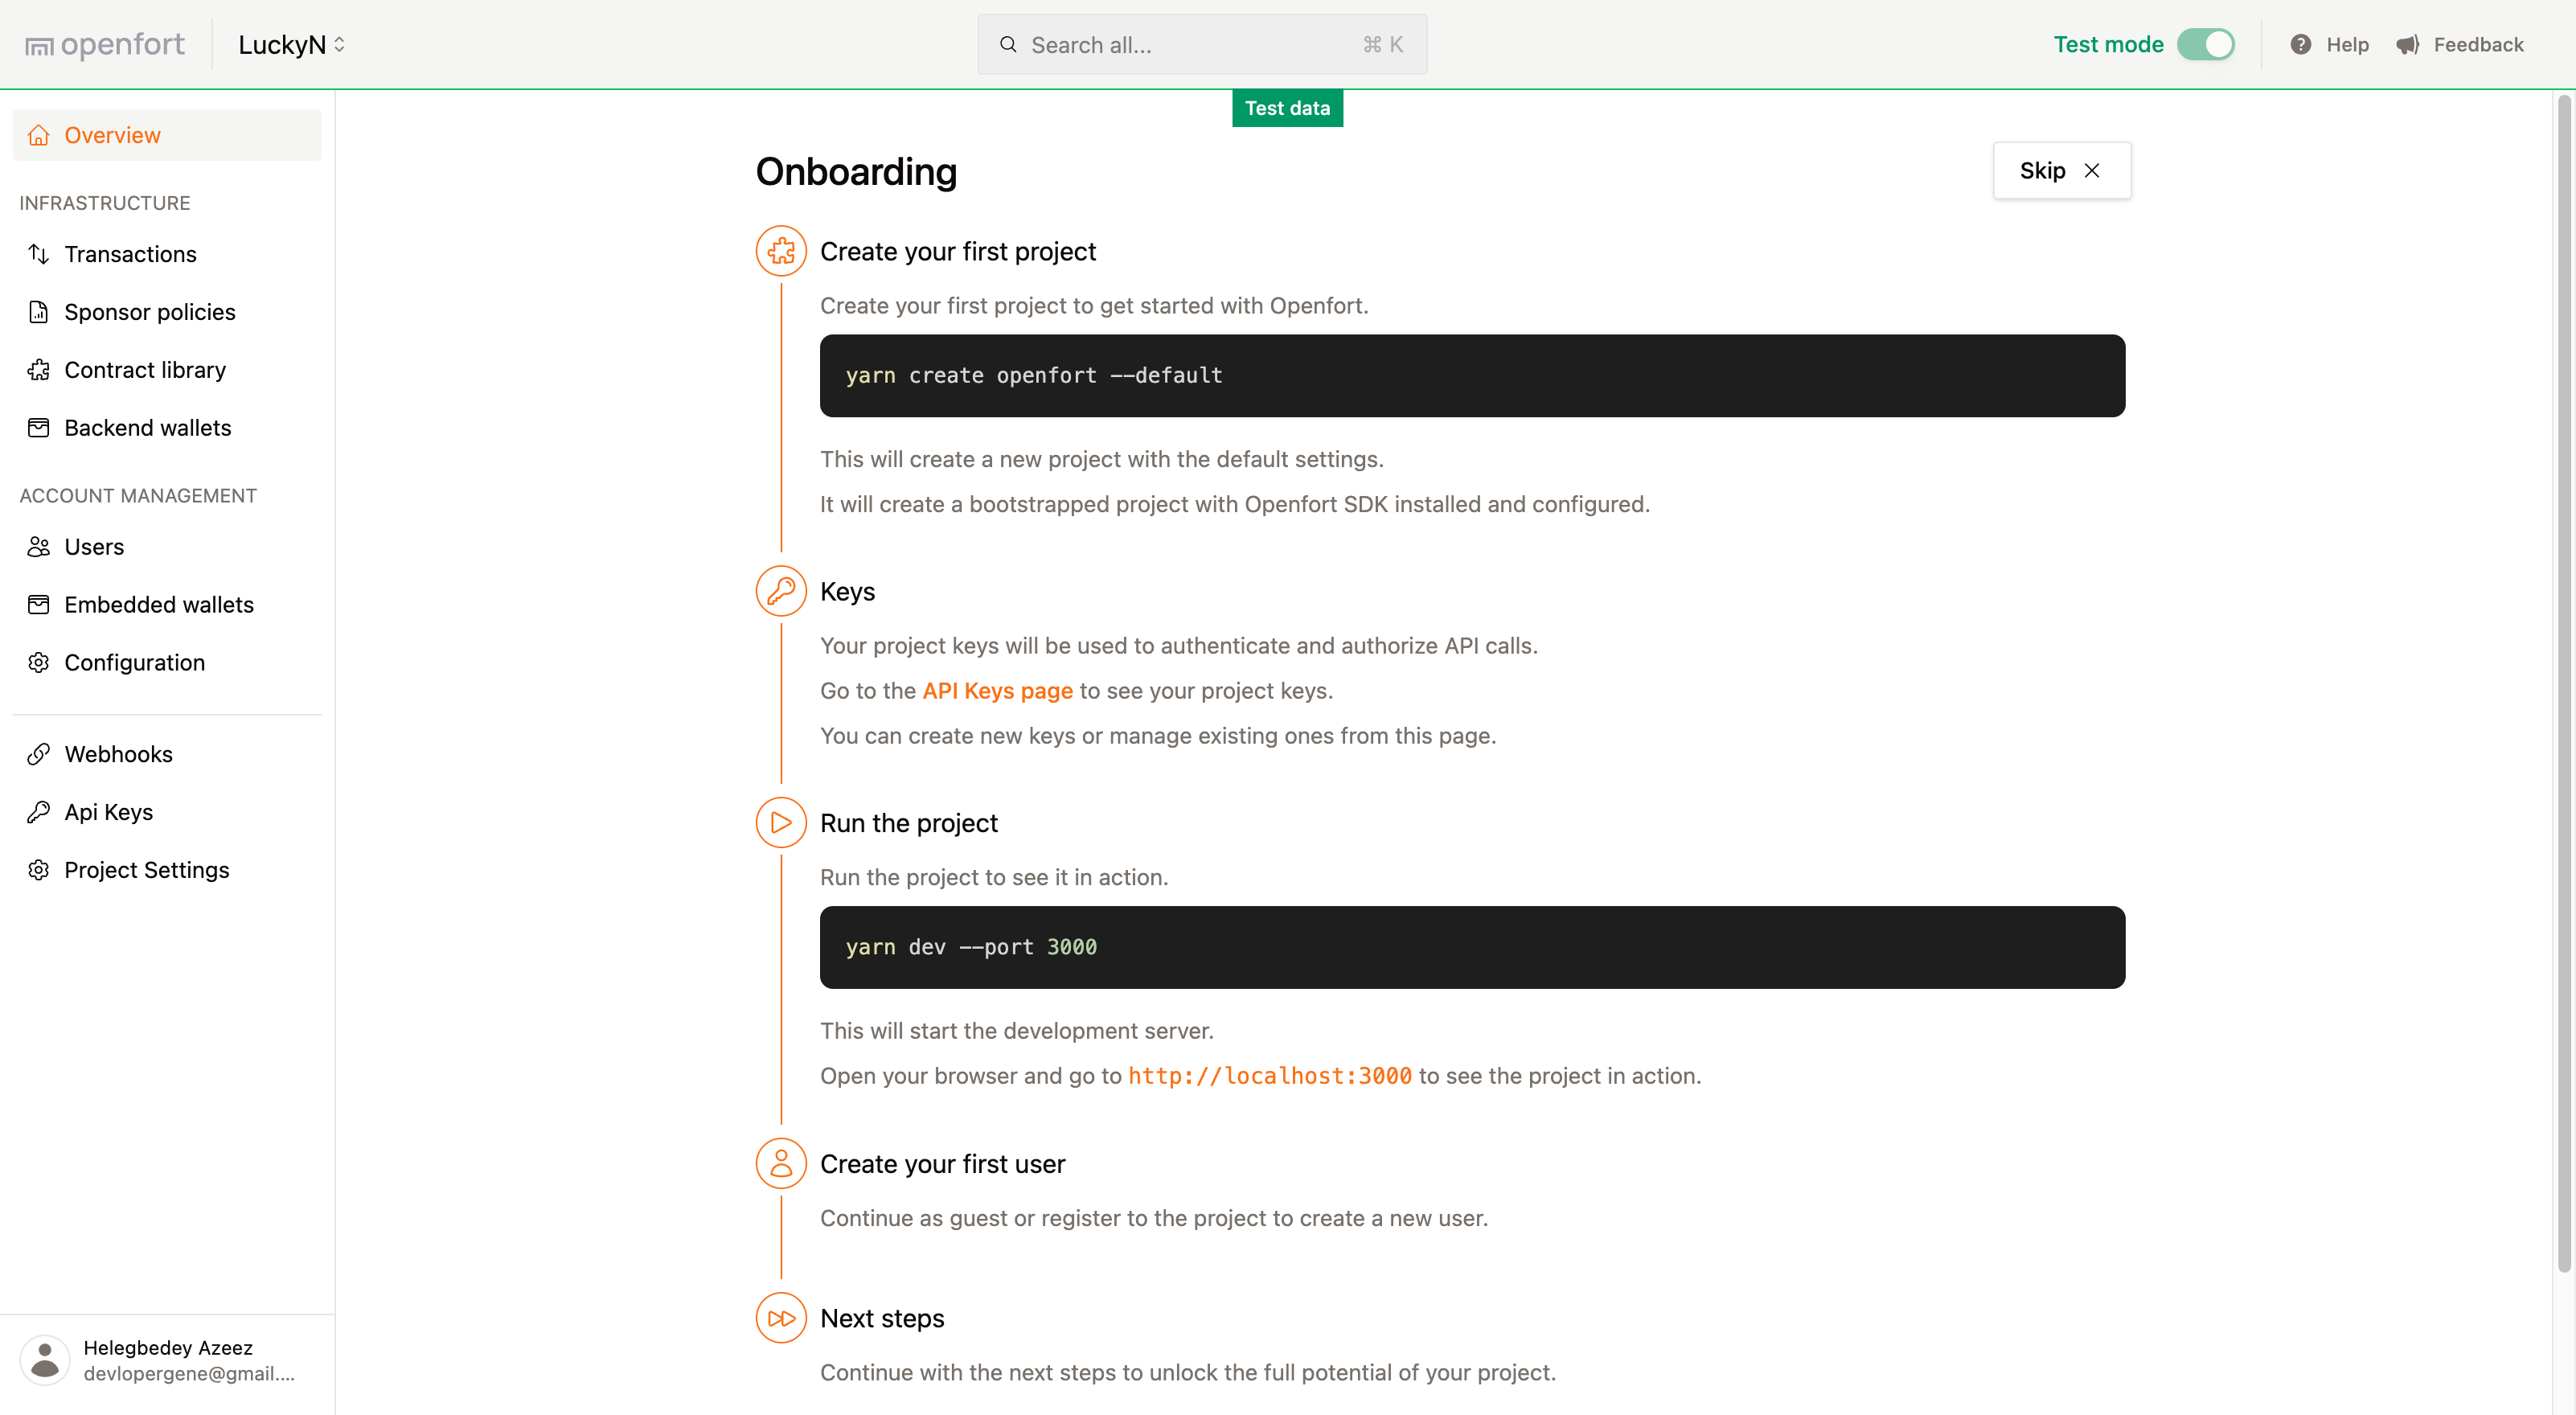 openfort
LuckyN
Search all...
⌘ K
Test mode
Help
Feedback
Test data
Overview
INFRASTRUCTURE
Transactions
Sponsor policies
Contract library
Backend wallets
ACCOUNT MANAGEMENT
Users
Embedded wallets
Configuration
Webhooks
Api Keys
Project Settings
Helegbedey Azeez
devlopergene@gmail....
Onboarding
Skip
Create your first project
Create your first project to get started with Openfort.
yarn create openfort --default
This will create a new project with the default settings.
It will create a bootstrapped project with Openfort SDK installed and configured.
Keys
Your project keys will be used to authenticate and authorize API calls.
Go to the API Keys page to see your project keys.
You can create new keys or manage existing ones from this page.
Run the project
Run the project to see it in action.
yarn dev --port 3000
This will start the development server.
Open your browser and go to http://localhost:3000 to see the project in action.
Create your first user
Continue as guest or register to the project to create a new user.
Next steps
Continue with the next steps to unlock the full potential of your project.